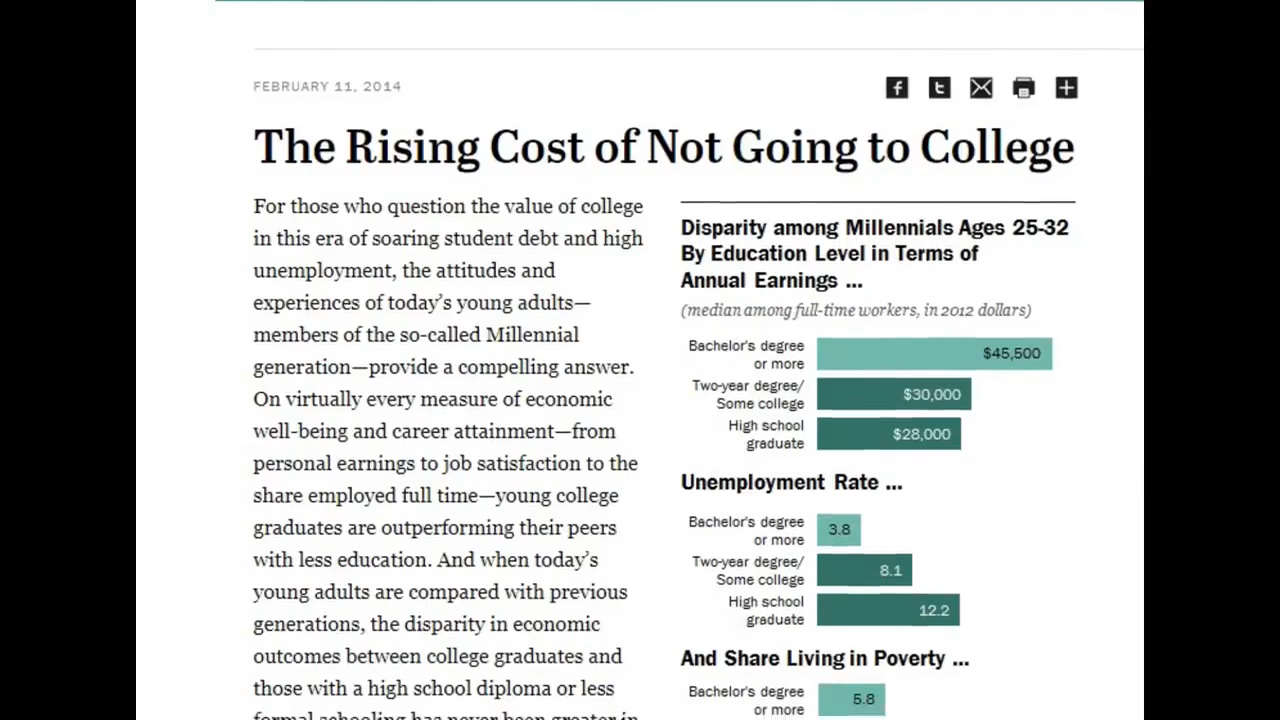 FEBRUARY 11, 2014
The Rising Cost of Not Going to College
For those who question the value of college
in this era of soaring student debt and high
unemployment, the attitudes and
experiences of today's young adults—
members of the so-called Millennial
generation—provide a compelling answer.
On virtually every measure of economic
well-being and career attainment—from
personal earnings to job satisfaction to the
share employed full time—young college
graduates are outperforming their peers
with less education. And when today's
young adults are compared with previous
generations, the disparity in economic
outcomes between college graduates and
those with a high school diploma or less
formal schooling has never been greater in
Disparity among Millennials Ages 25-32
By Education Level in Terms of
Annual Earnings ...
(median among full-time workers, in 2012 dollars)
Bachelor's degree
or more
$45,500
Two-year degree/
Some college
$30,000
High school
graduate
$28,000
Unemployment Rate ...
Bachelor's degree
or more
3.8
Two-year degree/
Some college
8.1
High school
graduate
12.2
And Share Living in Poverty ...
Bachelor's degree
or more
5.8